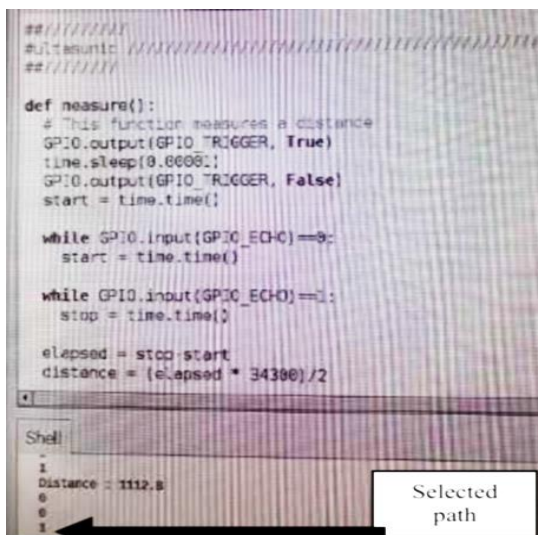 ##/////////
#ultasunic ////////////////////////////////////////////
##/////////
def measure():
# This function measures a distance
GPIO.output(GPIO_TRIGGER, True)
time.sleep(0.00001)
GPIO.output(GPIO_TRIGGER, False)
start = time.time()
while GPIO.input(GPIO_ECHO)==0:
start = time.time()
while GPIO.input(GPIO_ECHO)==1:
stop = time.time()
elapsed = stop-start
distance = (elapsed * 34300)/2
Shell
1
Distance : 1112.8
0
0
1
Selected
path